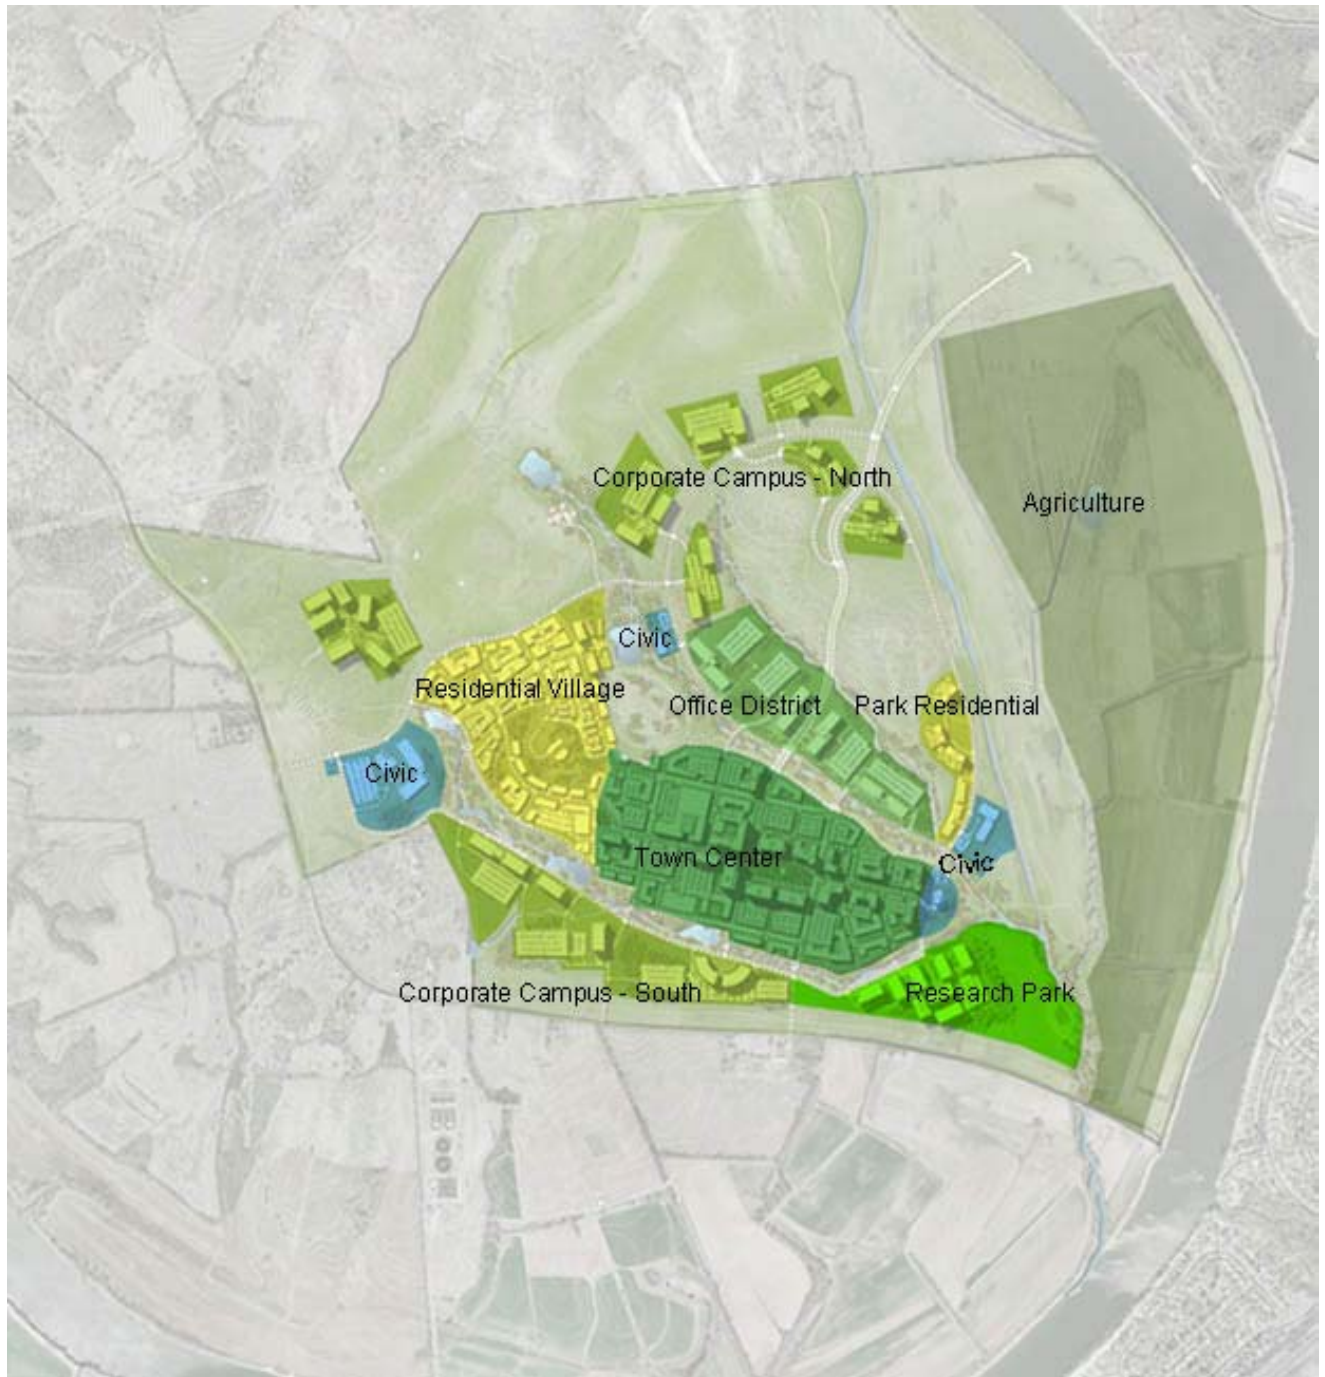 Corporate Campus - North
Agriculture
Civic
Residential Village
Office District
Park Residential
Civic
Town Center
Civic
Corporate Campus - South
Research Park